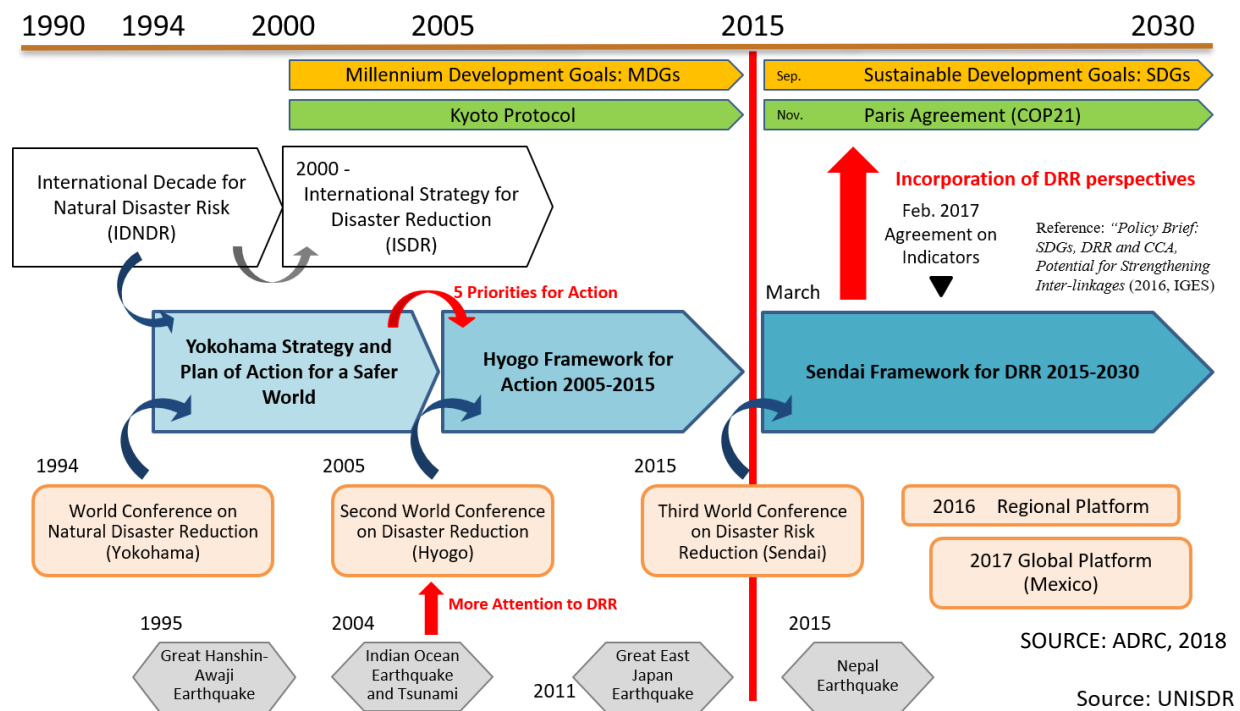 1990 1994 2000 2005 2015 2030
Millennium Development Goals: MDGs
Sep. Sustainable Development Goals: SDGs
Kyoto Protocol
Nov. Paris Agreement (COP21)
International Decade for
Natural Disaster Risk
(IDNDR)
2000 -
International Strategy for
Disaster Reduction
(ISDR)
Incorporation of DRR perspectives
Feb. 2017
Agreement on
Indicators
Reference: “Policy Brief:
SDGs, DRR and CCA,
Potential for Strengthening
Inter-linkages (2016, IGES)
5 Priorities for Action
March
Yokohama Strategy and
Plan of Action for a Safer
World
Hyogo Framework for
Action 2005-2015
Sendai Framework for DRR 2015-2030
1994
World Conference on
Natural Disaster Reduction
(Yokohama)
2005
Second World Conference
on Disaster Reduction
(Hyogo)
2015
Third World Conference
on Disaster Risk
Reduction (Sendai)
2016 Regional Platform
2017 Global Platform
(Mexico)
More Attention to DRR
1995
Great Hanshin-
Awaji
Earthquake
2004
Indian Ocean
Earthquake
and Tsunami
2011
Great East
Japan
Earthquake
2015
Nepal
Earthquake
SOURCE: ADRC, 2018
Source: UNISDR